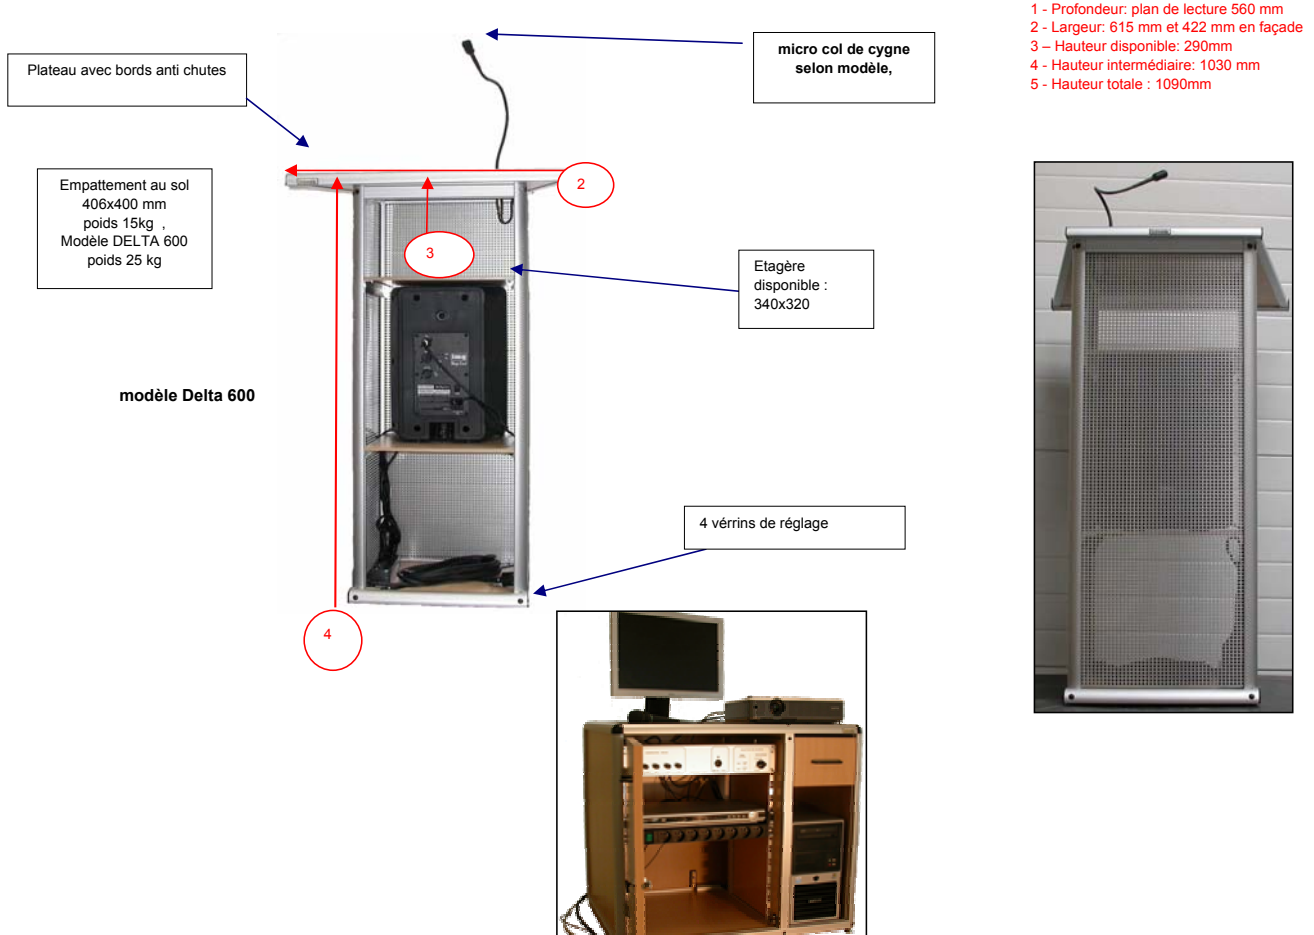 1 - Profondeur: plan de lecture 560 mm
2 - Largeur: 615 mm et 422 mm en façade
3 – Hauteur disponible: 290mm
4 - Hauteur intermédiaire: 1030 mm
5 - Hauteur totale : 1090mm
micro col de cygne
selon modèle,
Plateau avec bords anti chutes
Empattement au sol
406x400 mm
poids 15kg ,
Modèle DELTA 600
poids 25 kg
2
3
Etagère
disponible :
340x320
modèle Delta 600
4 vérrins de réglage
4